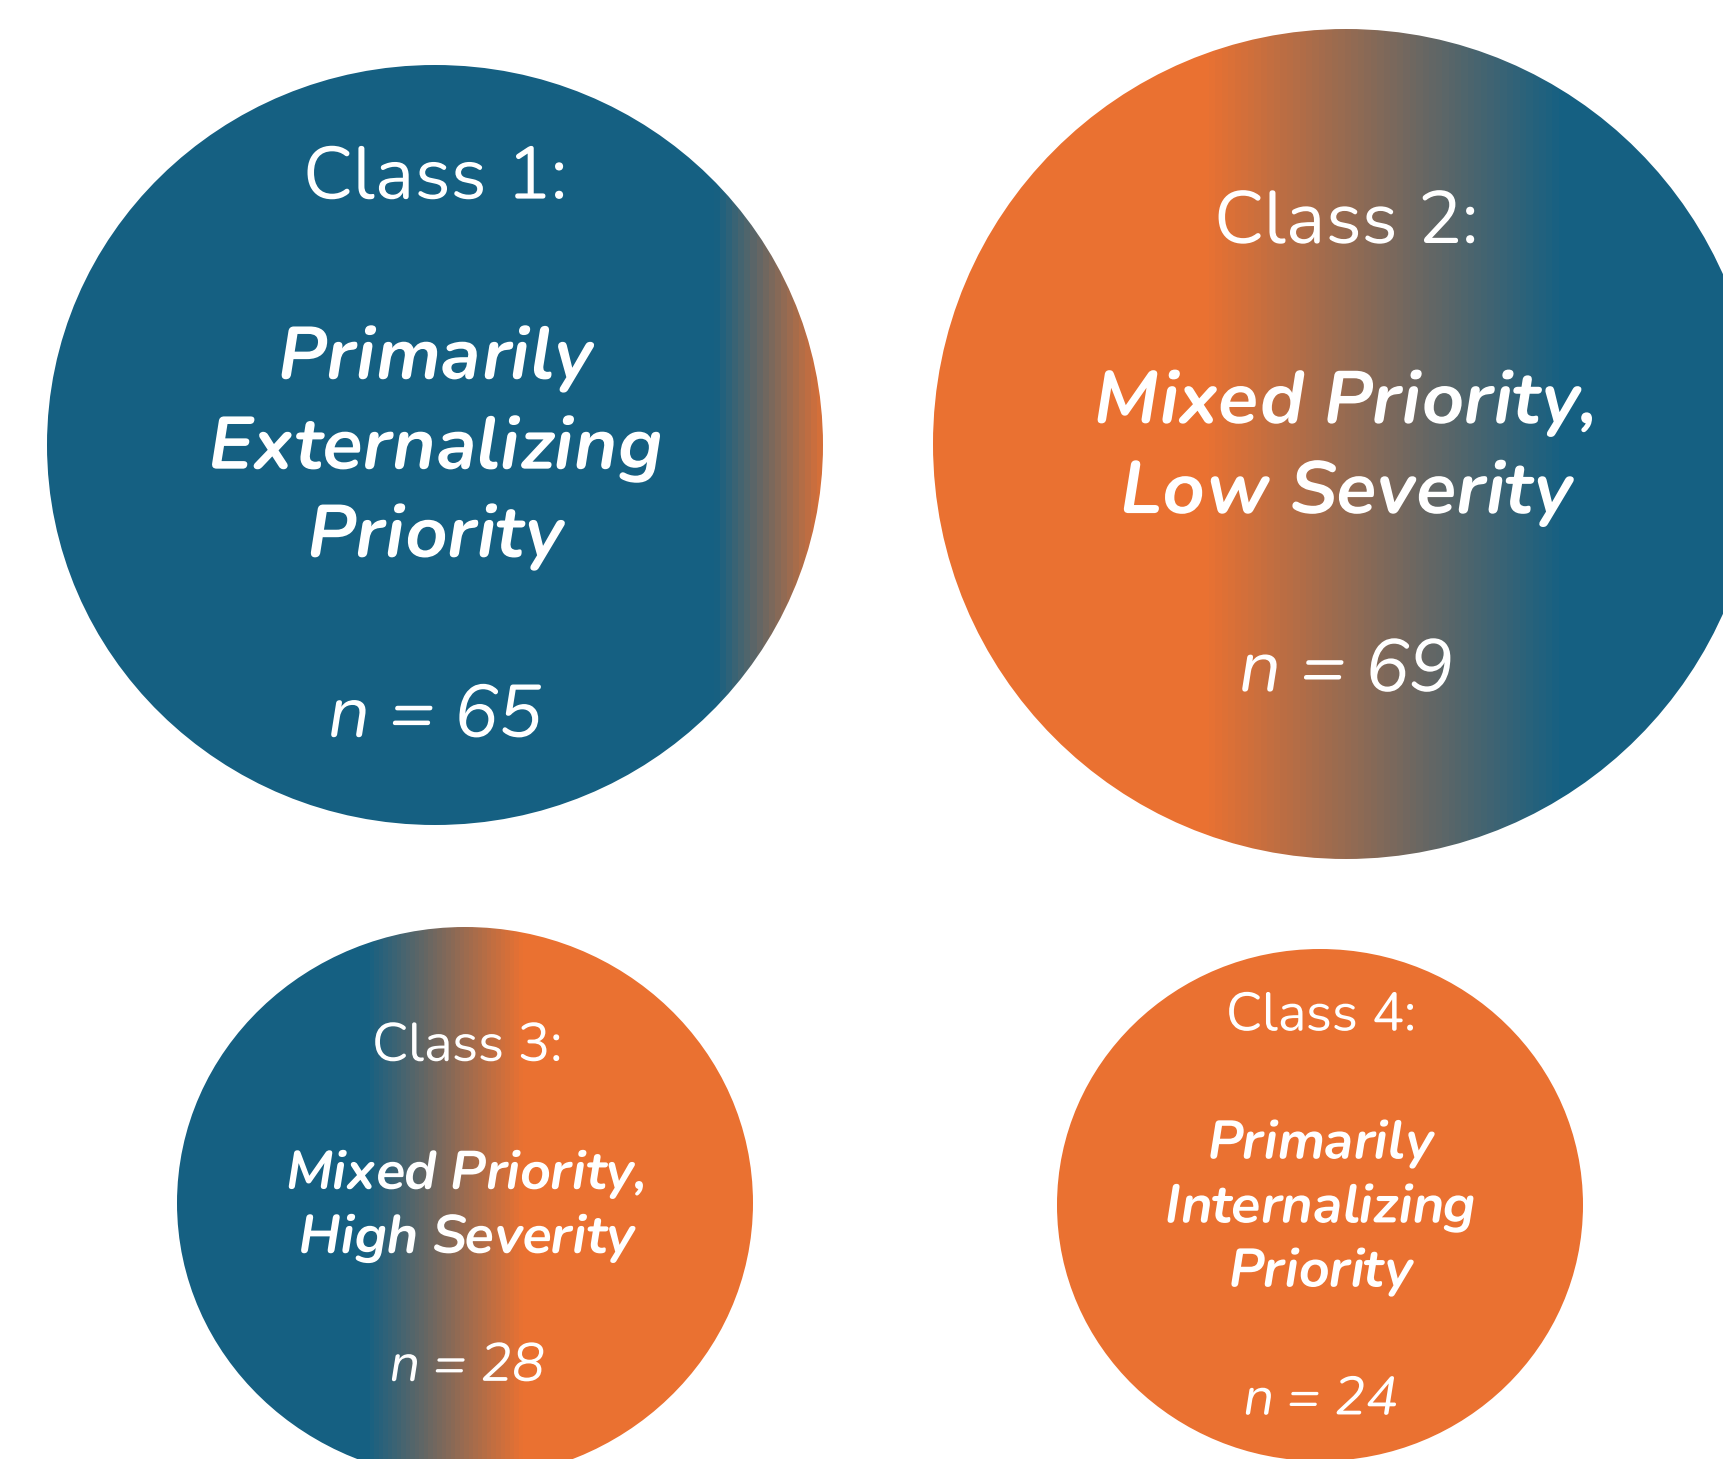 Class 1:
Primarily
Externalizing
Priority
n = 65
Class 2:
Mixed Priority,
Low Severity
n = 69
Class 3:
Mixed Priority,
High Severity
n = 28
Class 4:
Primarily
Internalizing
Priority
n = 24